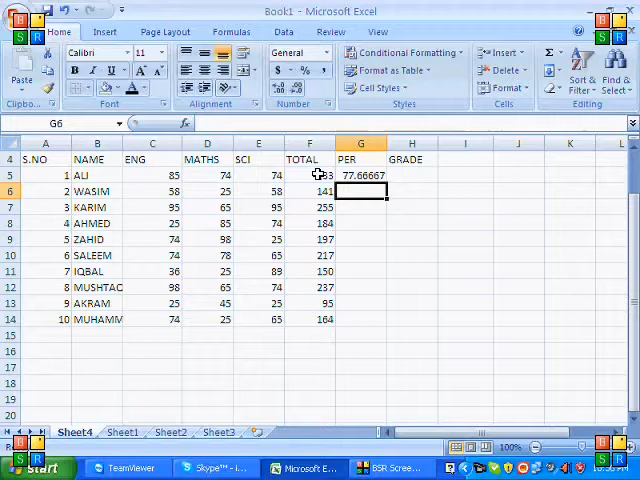 Book1 - Microsoft Excel
Home Insert Page Layout Formulas Data Review View
Calibri 11 General Conditional Formatting Insert Σ
Paste B I U A A % , Format as Table Delete Sort & Find &
Cell Styles Format Filter Select
Clipboard Font Alignment Number Styles Cells Editing
G6 fx
A B C D E F G H I J K L
4 S.NO NAME ENG MATHS SCI TOTAL PER GRADE
5 1 ALI 85 74 74 77.66667
6 2 WASIM 58 25 58 141
7 3 KARIM 95 65 95 255
8 4 AHMED 25 85 74 184
9 5 ZAHID 74 98 25 197
10 6 SALEEM 74 78 65 217
11 7 IQBAL 36 25 89 150
12 8 MUSHTAC 98 65 74 237
13 9 AKRAM 25 45 25 95
14 10 MUHAMM 74 25 65 164
15
16
17
18
19
20
Sheet4 Sheet1 Sheet2 Sheet3
100%
start TeamViewer Skype™ - i... Microsoft E... BSR Scree...
B S R
B S R
B S R
B S R